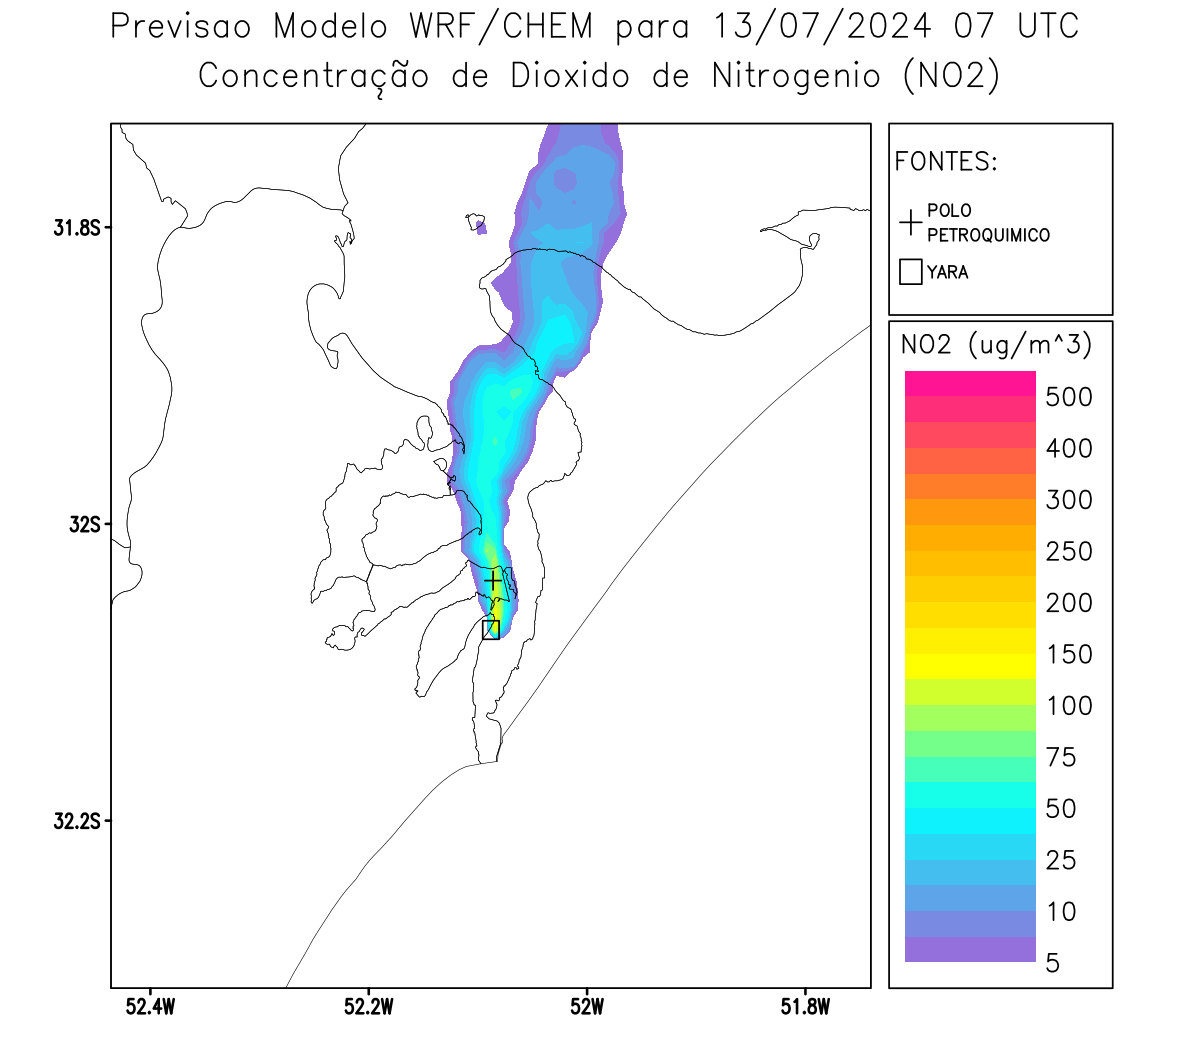 Previsao Modelo WRF/CHEM para 13/07/2024 07 UTC
Concentração de Dioxido de Nitrogenio (NO2)
FONTES:
POLO
PETROQUIMICO
YARA
31.8S
32S
32.2S
52.4W
52.2W
52W
51.8W
NO2 (ug/m^3)
500
400
300
250
200
150
100
75
50
25
10
5